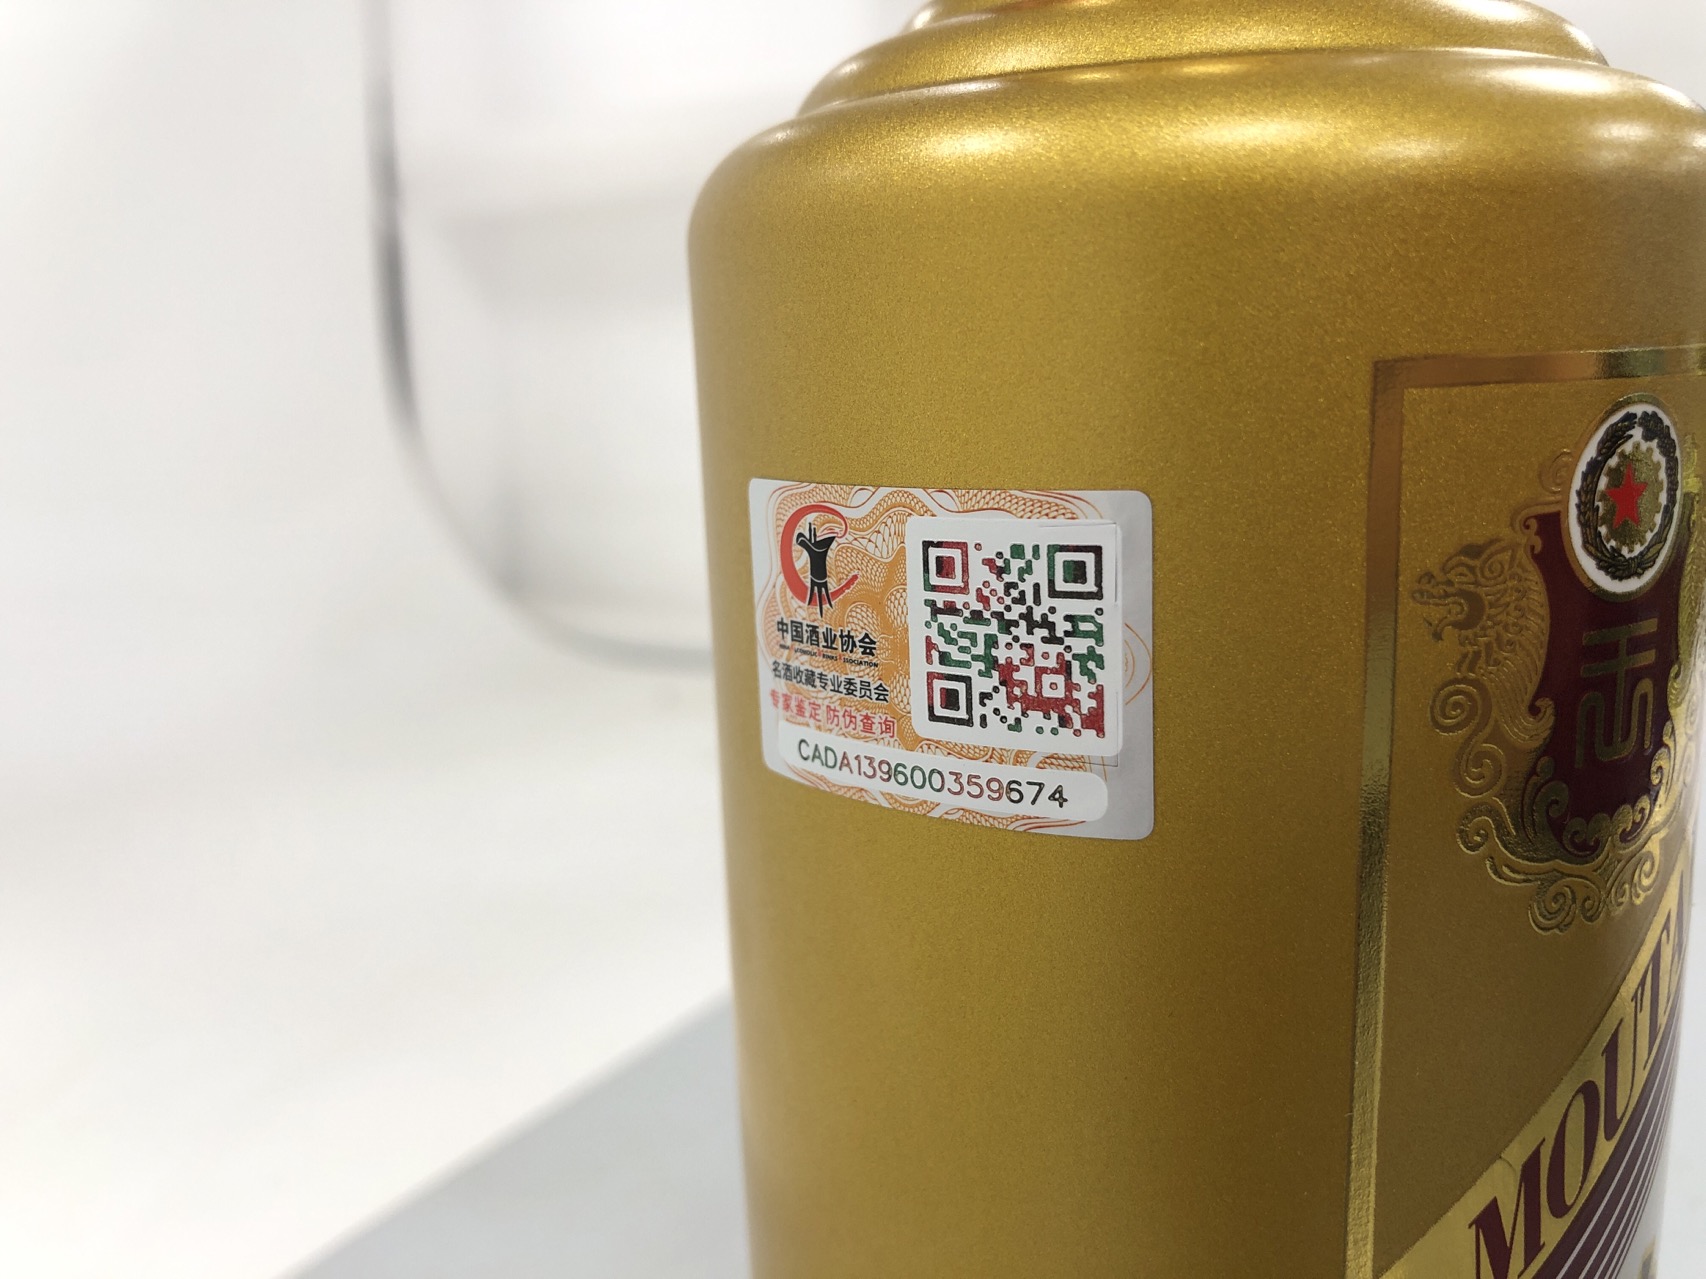 中国酒业协会
名酒收藏专业委员会
专家鉴定 防伪查询
CADA139600359674
MOUTA